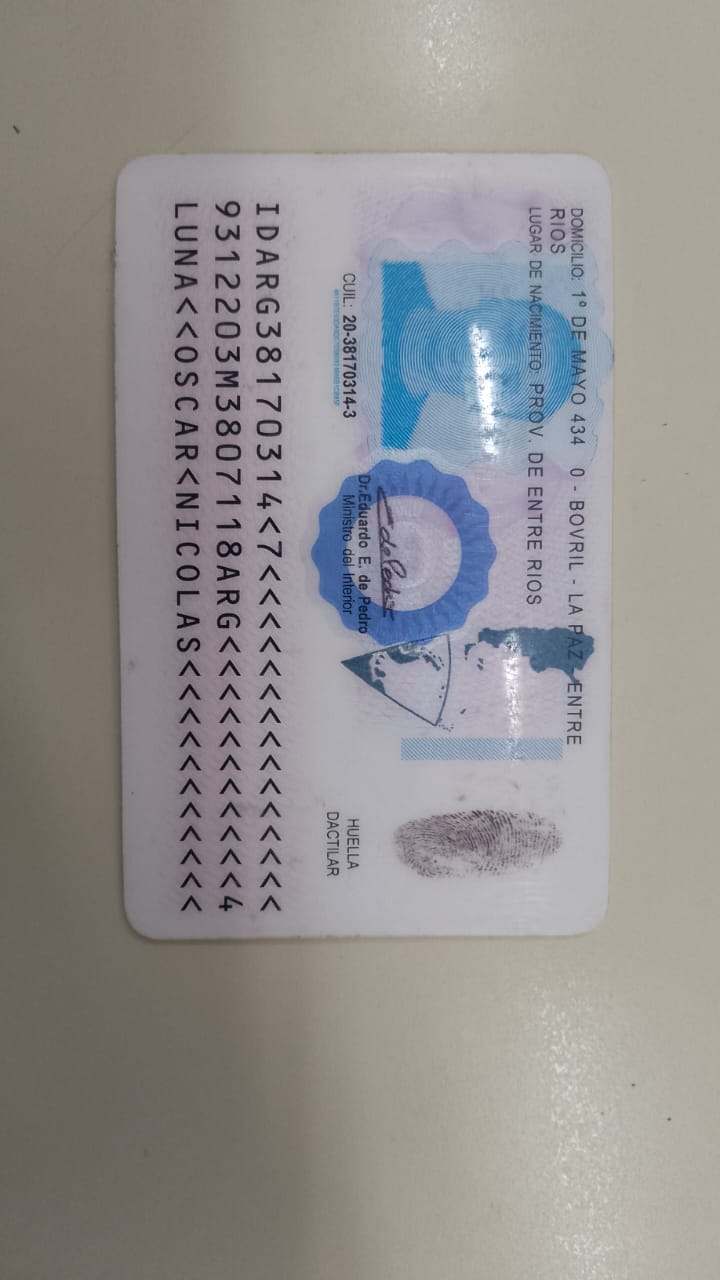 DOMICILIO: 1º DE MAYO 434 0 - BOVRIL - LA PAZ - ENTRE
RIOS
LUGAR DE NACIMIENTO: PROV. DE ENTRE RIOS
CUIL: 20-38170314-3
Dr. Eduardo E. de Pedro
Ministro del Interior
HUELLA
DACTILAR
IDARG38170314<7<<<<<<<<<<<<<<<
9312203M3807118ARG<<<<<<<<<<<4
LUNA<<OSCAR<NICOLAS<<<<<<<<<<<